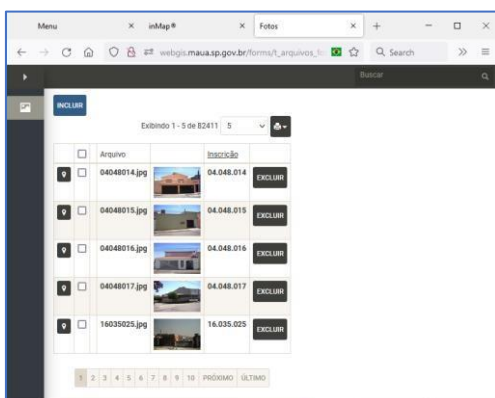 Menu inMap® Fotos
webgis.maua.sp.gov.br/forms/t_arquivos_fo Search
Buscar
INCLUIR
Exibindo 1 - 5 de 82411 5
Arquivo Inscrição
04048014.jpg 04.048.014 EXCLUIR
04048015.jpg 04.048.015 EXCLUIR
04048016.jpg 04.048.016 EXCLUIR
04048017.jpg 04.048.017 EXCLUIR
16035025.jpg 16.035.025 EXCLUIR
1 2 3 4 5 6 7 8 9 10 PRÓXIMO ÚLTIMO